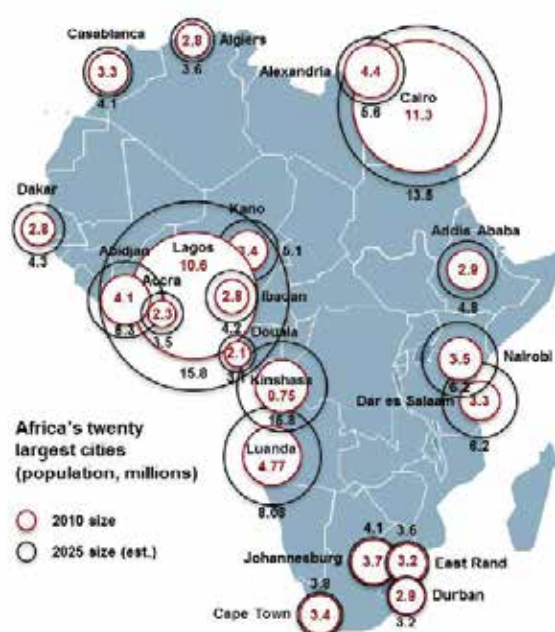 Casablanca
3.3
4.1
2.8
Algiers
3.6
Alexandria
4.4
5.6
Cairo
11.3
13.5
Dakar
2.8
4.3
Kano
3.4
5.1
Lagos
10.6
15.8
Abidjan
4.1
6.3
Accra
2.3
3.5
2.8
Ibadan
4.2
Douala
2.1
3.1
Kinshasa
8.75
15.8
Luanda
4.77
8.08
Addis Ababa
2.9
4.8
3.5
Nairobi
6.2
Dar es Salaam
3.3
6.2
Africa's twenty
largest cities
(population, millions)
2010 size
2025 size (est.)
4.1
3.6
Johannesburg
3.7
3.2
East Rand
2.9
Durban
3.2
3.8
Cape Town
3.4